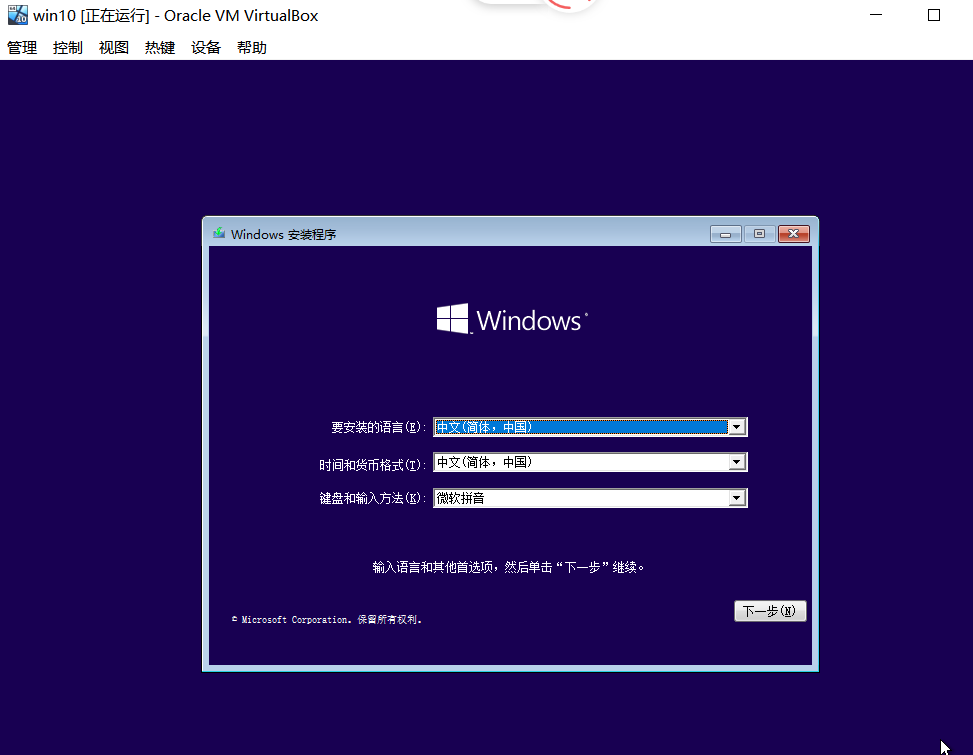 win10 [正在运行] - Oracle VM VirtualBox
管理 控制 视图 热键 设备 帮助
Windows 安装程序
Windows
要安装的语言(E): 中文(简体，中国)
时间和货币格式(T): 中文(简体，中国)
键盘和输入方法(K): 微软拼音
输入语言和其他首选项，然后单击“下一步”继续。
下一步(N)
© Microsoft Corporation。保留所有权利。